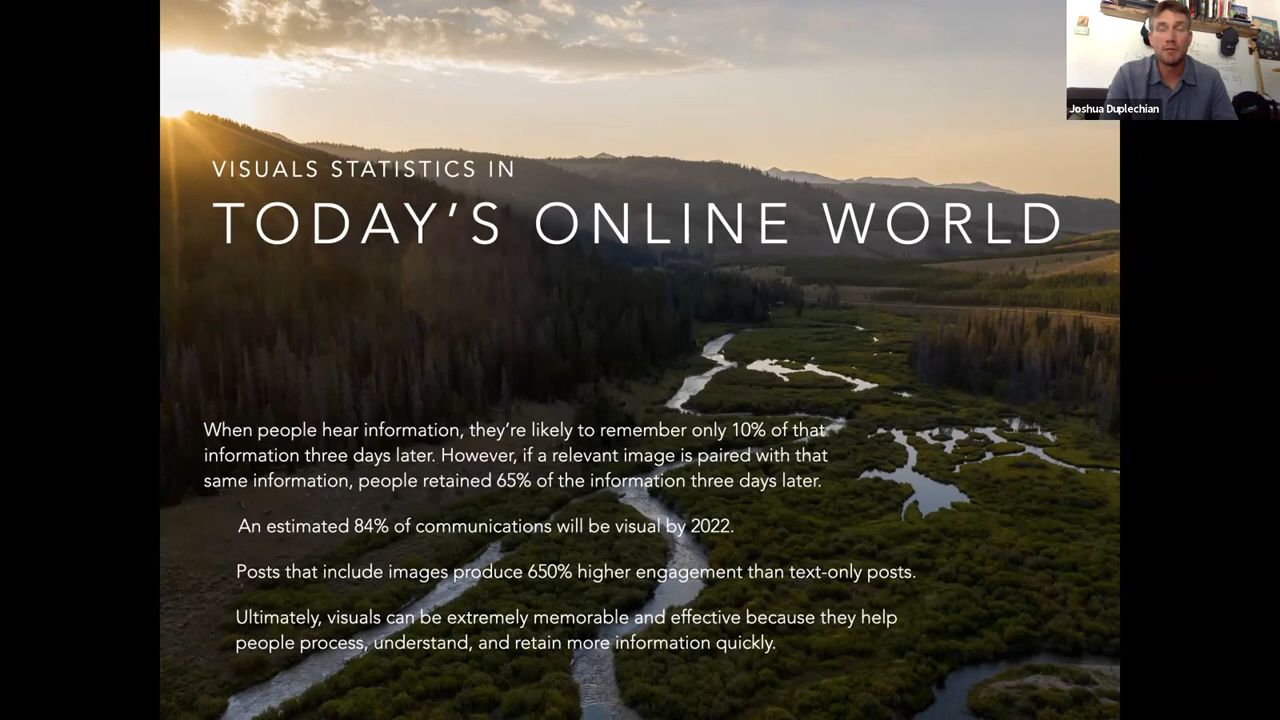 VISUALS STATISTICS IN
TODAY'S ONLINE WORLD
When people hear information, they're likely to remember only 10% of that
information three days later. However, if a relevant image is paired with that
same information, people retained 65% of the information three days later.
An estimated 84% of communications will be visual by 2022.
Posts that include images produce 650% higher engagement than text-only posts.
Ultimately, visuals can be extremely memorable and effective because they help
people process, understand, and retain more information quickly.
Joshua Duplechian